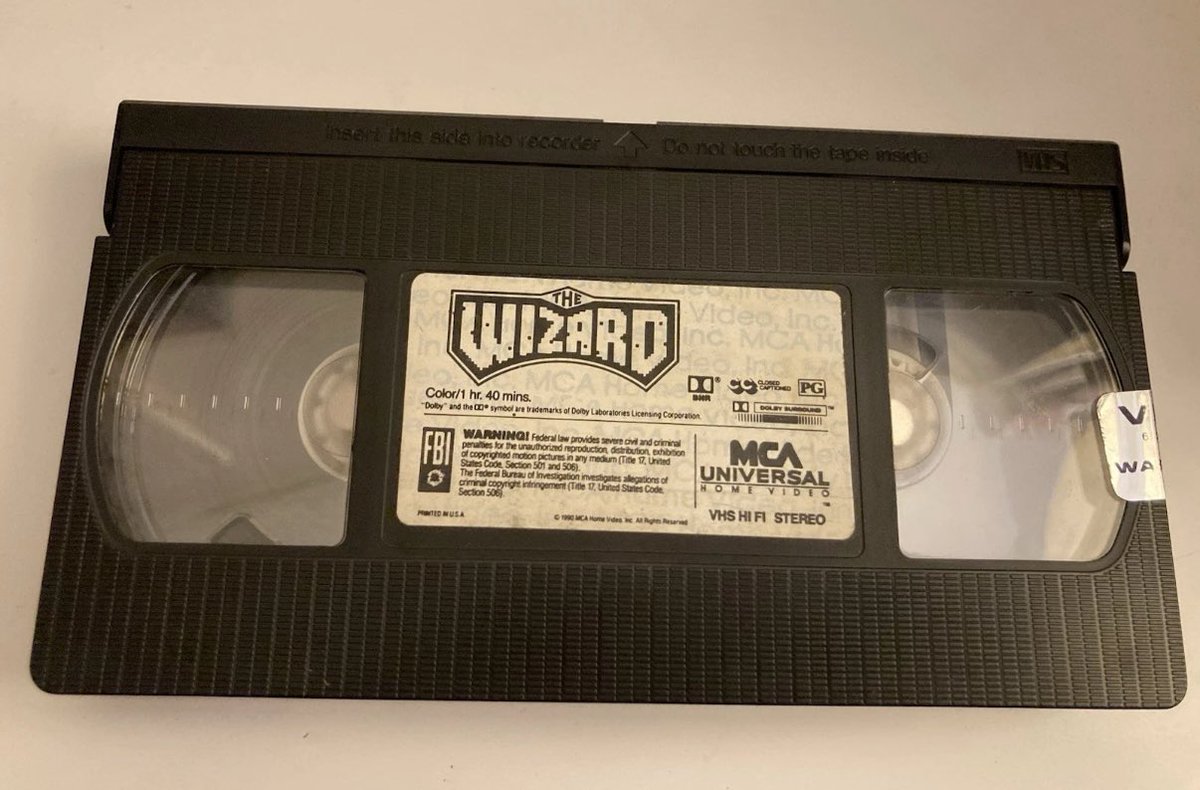 Insert this side into recorder Do not touch the tape inside VHS
THE
WIZARD
Color/1 hr. 40 mins.
"Dolby" and the symbol are trademarks of Dolby Laboratories Licensing Corporation.
BNR
CLOSED
CAPTIONED
PG
DOLBY SURROUND ™
FBI
WARNING! Federal law provides severe civil and criminal
penalties for the unauthorized reproduction, distribution, exhibition
of copyrighted motion pictures in any medium (Title 17, United
States Code, Section 501 and 506).
The Federal Bureau of Investigation investigates allegations of
criminal copyright infringement (Title 17, United States Code,
Section 506).
MCA
UNIVERSAL
HOME VIDEO
™
PRINTED IN U.S.A.
© 1990 MCA Home Video, Inc. All Rights Reserved
VHS HI FI STEREO
V
6
WA